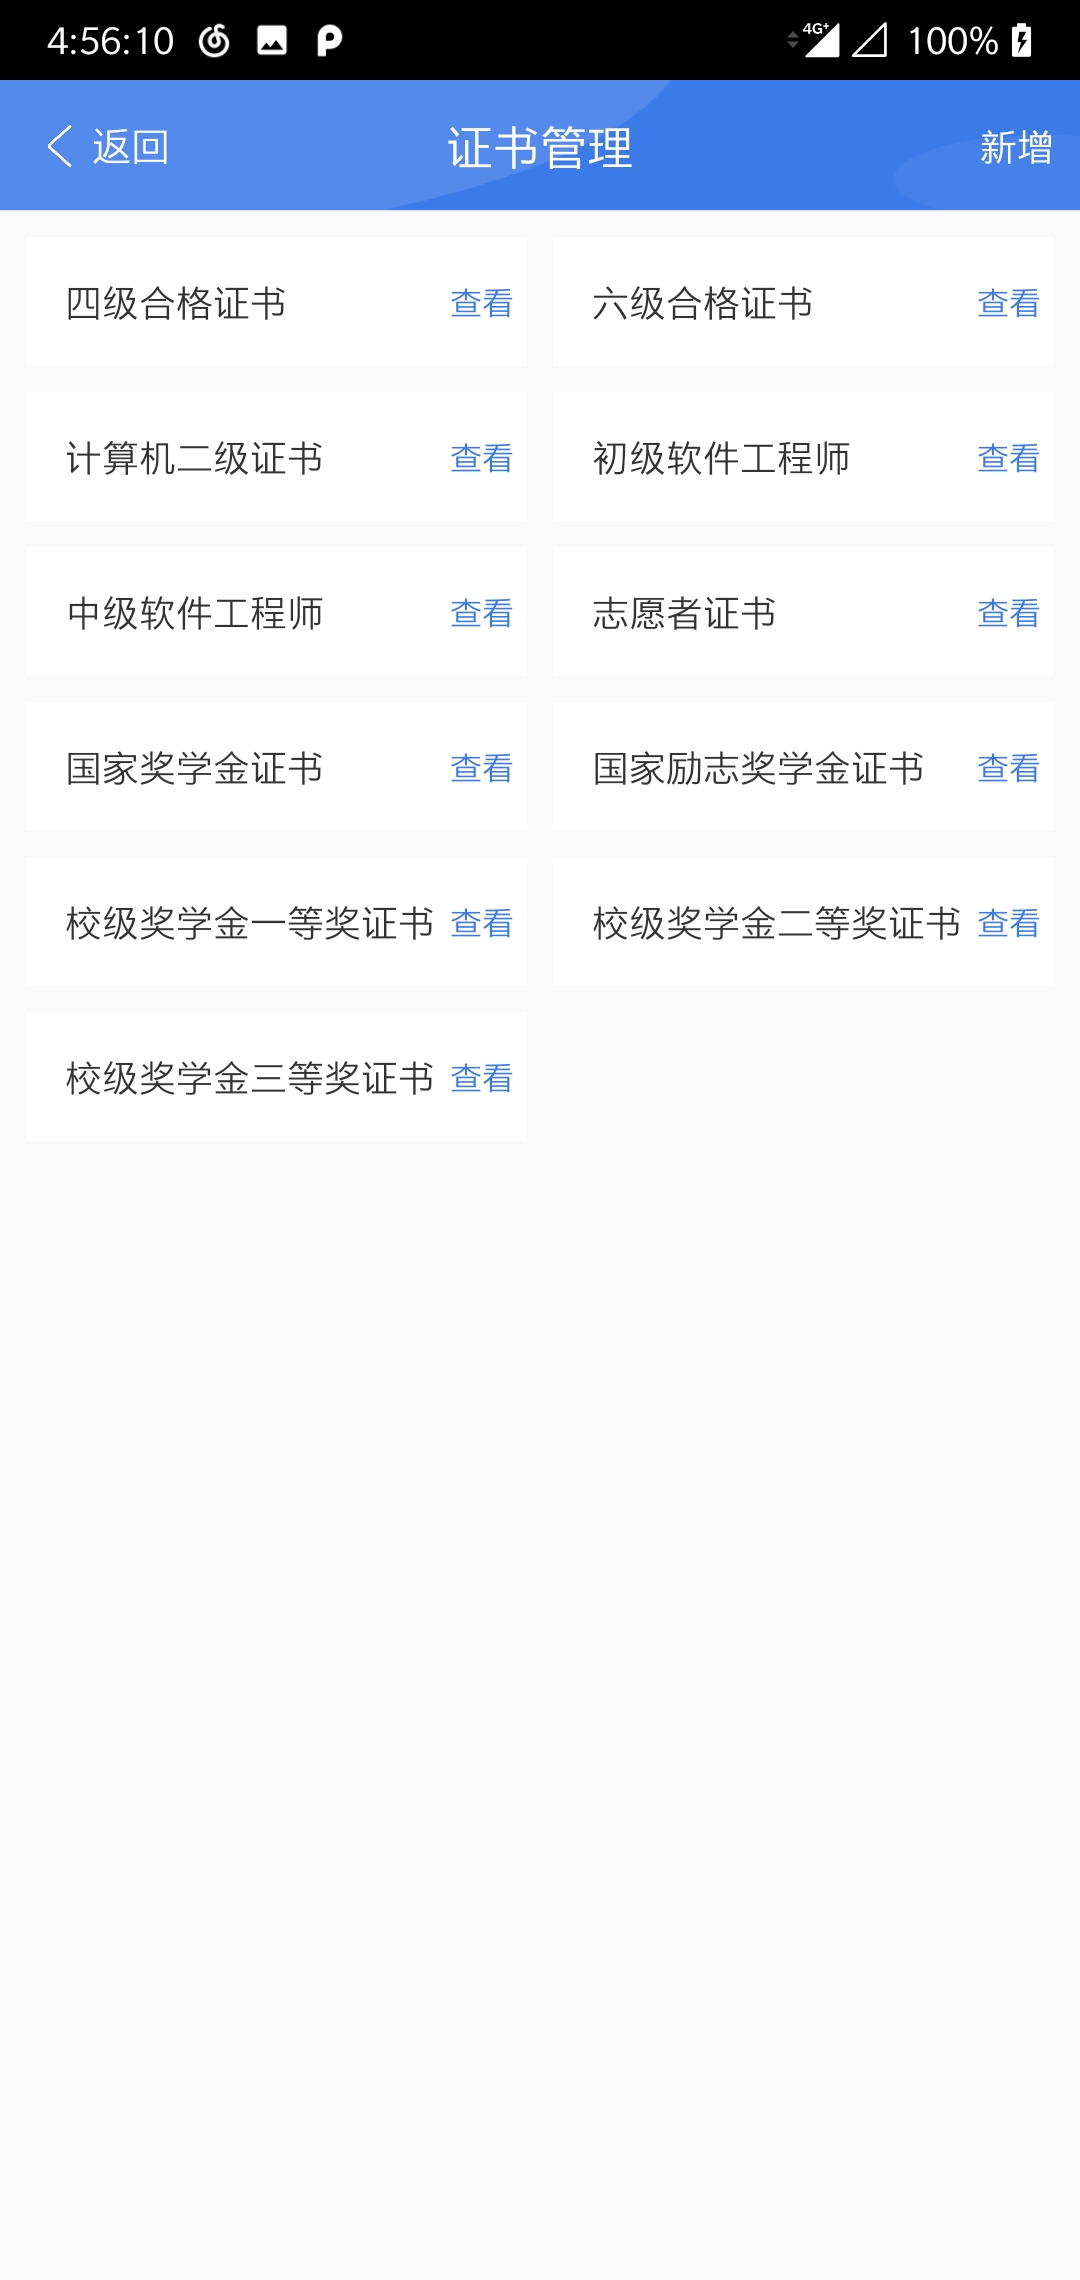 4:56:10 4G+ 100%
返回 证书管理 新增
四级合格证书 查看 六级合格证书 查看
计算机二级证书 查看 初级软件工程师 查看
中级软件工程师 查看 志愿者证书 查看
国家奖学金证书 查看 国家励志奖学金证书 查看
校级奖学金一等奖证书 查看 校级奖学金二等奖证书 查看
校级奖学金三等奖证书 查看